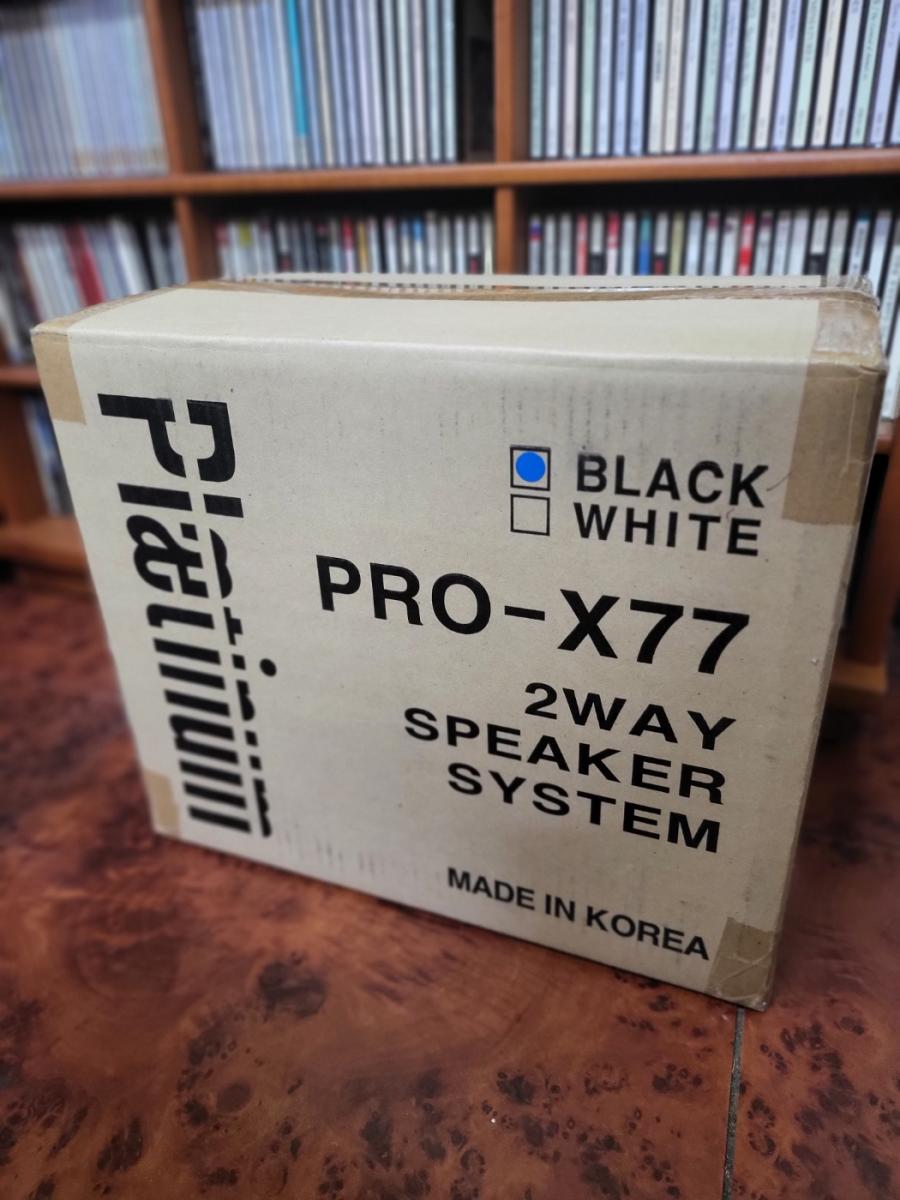 Platinum
BLACK
WHITE
PRO-X77
2WAY
SPEAKER
SYSTEM
MADE IN KOREA